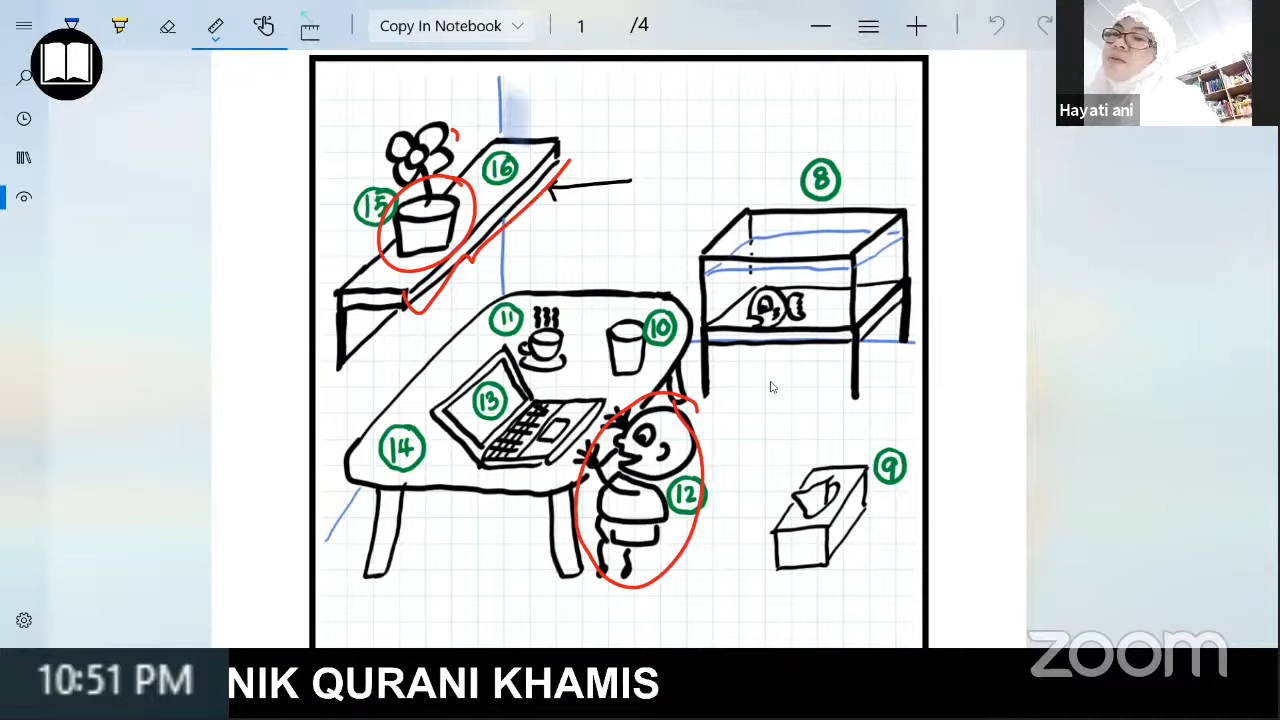 Copy In Notebook
1 /4
Hayati ani
16
15
8
11
10
13
14
12
9
zoom
10:51 PM
NIK QURANI KHAMIS